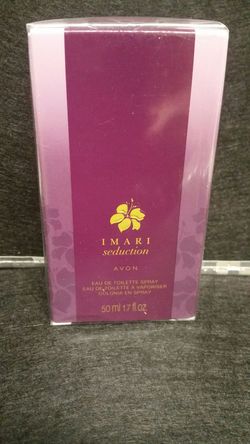 IMARI
seduction
AVON
EAU DE TOILETTE SPRAY
EAU DE TOILETTE À VAPORISER
COLONIA EN SPRAY
50 ml 1.7 fl.oz.